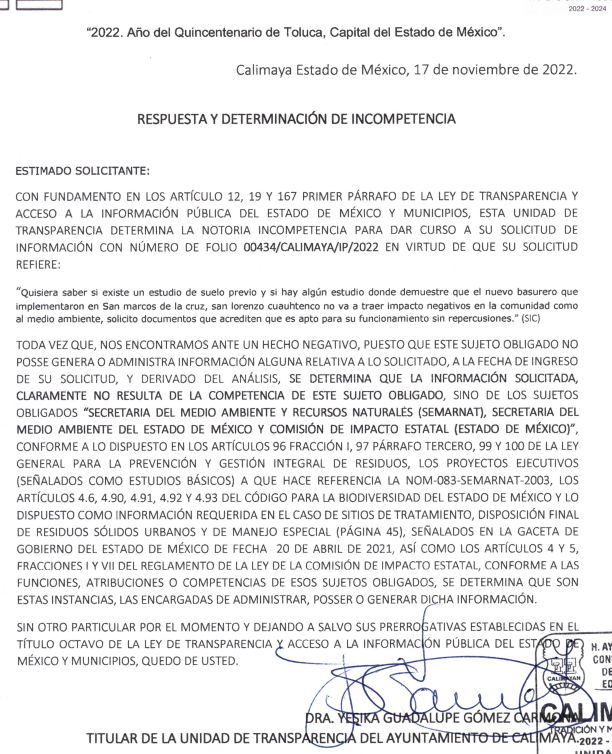 2022 - 2024
"2022. Año del Quincentenario de Toluca, Capital del Estado de México".
Calimaya Estado de México, 17 de noviembre de 2022.
RESPUESTA Y DETERMINACIÓN DE INCOMPETENCIA
ESTIMADO SOLICITANTE:
CON FUNDAMENTO EN LOS ARTÍCULO 12, 19 Y 167 PRIMER PÁRRAFO DE LA LEY DE TRANSPARENCIA Y
ACCESO A LA INFORMACIÓN PÚBLICA DEL ESTADO DE MÉXICO Y MUNICIPIOS, ESTA UNIDAD DE
TRANSPARENCIA DETERMINA LA NOTORIA INCOMPETENCIA PARA DAR CURSO A SU SOLICITUD DE
INFORMACIÓN CON NÚMERO DE FOLIO 00434/CALIMAYA/IP/2022 EN VIRTUD DE QUE SU SOLICITUD
REFIERE:
"Quisiera saber si existe un estudio de suelo previo y si hay algún estudio donde demuestre que el nuevo basurero que
implementaron en San marcos de la cruz, san lorenzo cuauhtenco no va a traer impacto negativos en la comunidad como
al medio ambiente, solicito documentos que acrediten que es apto para su funcionamiento sin repercusiones." (SIC)
TODA VEZ QUE, NOS ENCONTRAMOS ANTE UN HECHO NEGATIVO, PUESTO QUE ESTE SUJETO OBLIGADO NO
POSSE GENERA O ADMINISTRA INFORMACIÓN ALGUNA RELATIVA A LO SOLICITADO, A LA FECHA DE INGRESO
DE SU SOLICITUD, Y DERIVADO DEL ANÁLISIS, SE DETERMINA QUE LA INFORMACIÓN SOLICITADA,
CLARAMENTE NO RESULTA DE LA COMPETENCIA DE ESTE SUJETO OBLIGADO, SINO DE LOS SUJETOS
OBLIGADOS "SECRETARIA DEL MEDIO AMBIENTE Y RECURSOS NATURALES (SEMARNAT), SECRETARIA DEL
MEDIO AMBIENTE DEL ESTADO DE MÉXICO Y COMISIÓN DE IMPACTO ESTATAL (ESTADO DE MÉXICO)",
CONFORME A LO DISPUESTO EN LOS ARTÍCULOS 96 FRACCIÓN I, 97 PÁRRAFO TERCERO, 99 Y 100 DE LA LEY
GENERAL PARA LA PREVENCIÓN Y GESTIÓN INTEGRAL DE RESIDUOS, LOS PROYECTOS EJECUTIVOS
(SEÑALADOS COMO ESTUDIOS BÁSICOS) A QUE HACE REFERENCIA LA NOM-083-SEMARNAT-2003, LOS
ARTÍCULOS 4.6, 4.90, 4.91, 4.92 Y 4.93 DEL CÓDIGO PARA LA BIODIVERSIDAD DEL ESTADO DE MÉXICO Y LO
DISPUESTO COMO INFORMACIÓN REQUERIDA EN EL CASO DE SITIOS DE TRATAMIENTO, DISPOSICIÓN FINAL
DE RESIDUOS SÓLIDOS URBANOS Y DE MANEJO ESPECIAL (PÁGINA 45), SEÑALADOS EN LA GACETA DE
GOBIERNO DEL ESTADO DE MÉXICO DE FECHA 20 DE ABRIL DE 2021, ASÍ COMO LOS ARTÍCULOS 4 Y 5,
FRACCIONES I Y VII DEL REGLAMENTO DE LA LEY DE LA COMISIÓN DE IMPACTO ESTATAL, CONFORME A LAS
FUNCIONES, ATRIBUCIONES O COMPETENCIAS DE ESOS SUJETOS OBLIGADOS, SE DETERMINA QUE SON
ESTAS INSTANCIAS, LAS ENCARGADAS DE ADMINISTRAR, POSSER O GENERAR DICHA INFORMACIÓN.
SIN OTRO PARTICULAR POR EL MOMENTO Y DEJANDO A SALVO SUS PRERROGATIVAS ESTABLECIDAS EN EL
TÍTULO OCTAVO DE LA LEY DE TRANSPARENCIA Y ACCESO A LA INFORMACIÓN PÚBLICA DEL ESTADO DE
MÉXICO Y MUNICIPIOS, QUEDO DE USTED.
H. AY
CON
DE
ED
CALIM
DRA. YESIKA GUADALUPE GÓMEZ CARMONA
TRADICIÓN Y
TITULAR DE LA UNIDAD DE TRANSPARENCIA DEL AYUNTAMIENTO DE CALIMAYA.
2022 -